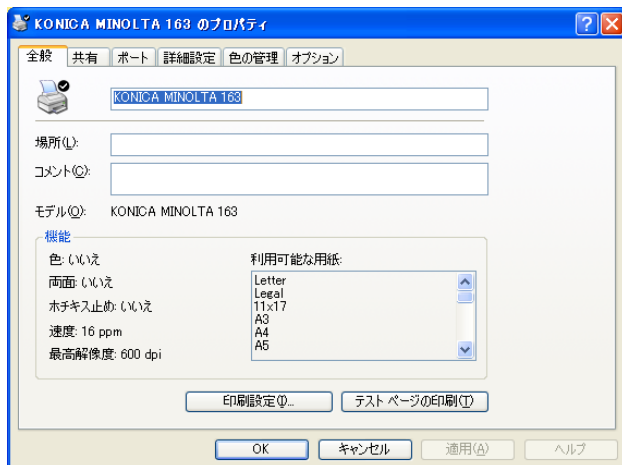 KONICA MINOLTA 163 のプロパティ
全般 共有 ポート 詳細設定 色の管理 オプション
KONICA MINOLTA 163
場所(L):
コメント(C):
モデル(O): KONICA MINOLTA 163
機能
色: いいえ
両面: いいえ
ホチキス止め: いいえ
速度: 16 ppm
最高解像度: 600 dpi
利用可能な用紙:
Letter
Legal
11x17
A3
A4
A5
印刷設定(I)... テスト ページの印刷(T)
OK キャンセル 適用(A) ヘルプ